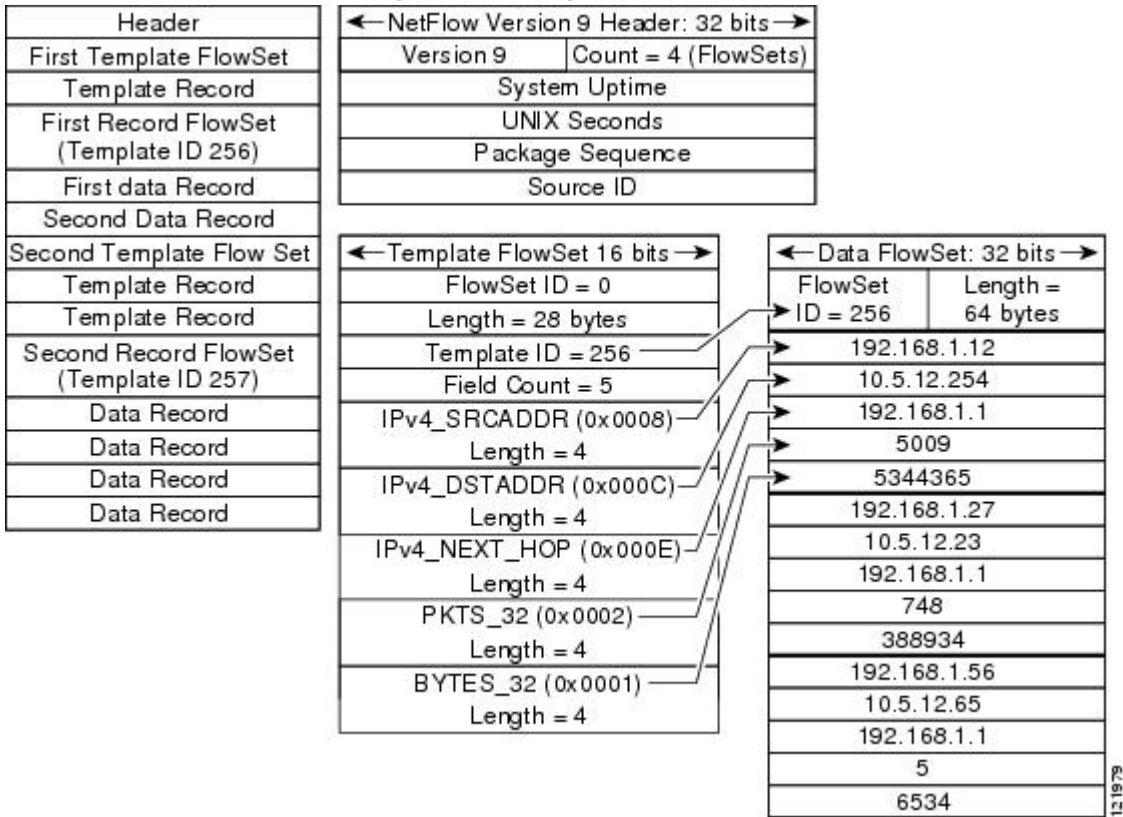 Header
First Template FlowSet
Template Record
First Record FlowSet
(Template ID 256)
First data Record
Second Data Record
Second Template Flow Set
Template Record
Template Record
Second Record FlowSet
(Template ID 257)
Data Record
Data Record
Data Record
Data Record
NetFlow Version 9 Header: 32 bits
Version 9
Count = 4 (FlowSets)
System Uptime
UNIX Seconds
Package Sequence
Source ID
Template FlowSet 16 bits
FlowSet ID = 0
Length = 28 bytes
Template ID = 256
Field Count = 5
IPv4_SRCADDR (0x0008)
Length = 4
IPv4_DSTADDR (0x000C)
Length = 4
IPv4_NEXT_HOP (0x000E)
Length = 4
PKTS_32 (0x0002)
Length = 4
BYTES_32 (0x0001)
Length = 4
Data FlowSet: 32 bits
FlowSet
ID = 256
Length =
64 bytes
192.168.1.12
10.5.12.254
192.168.1.1
5009
5344365
192.168.1.27
10.5.12.23
192.168.1.1
748
388934
192.168.1.56
10.5.12.65
192.168.1.1
5
6534
121979